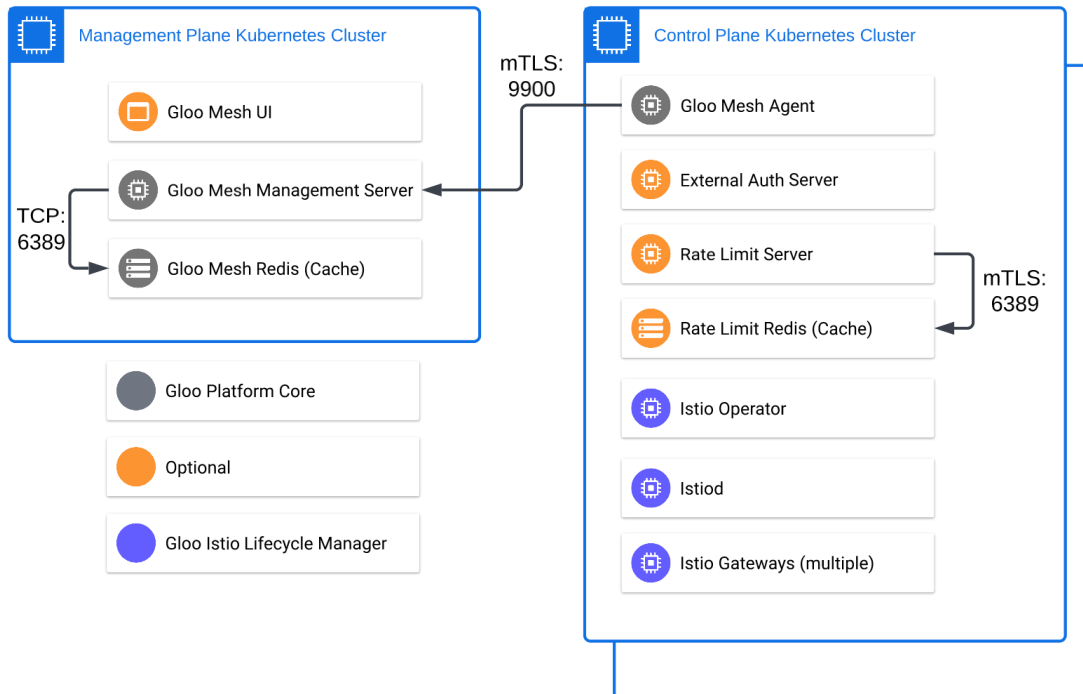 Management Plane Kubernetes Cluster
Gloo Mesh UI
Gloo Mesh Management Server
TCP:
6389
Gloo Mesh Redis (Cache)
Gloo Platform Core
Optional
Gloo Istio Lifecycle Manager
mTLS:
9900
Control Plane Kubernetes Cluster
Gloo Mesh Agent
External Auth Server
Rate Limit Server
mTLS:
6389
Rate Limit Redis (Cache)
Istio Operator
Istiod
Istio Gateways (multiple)